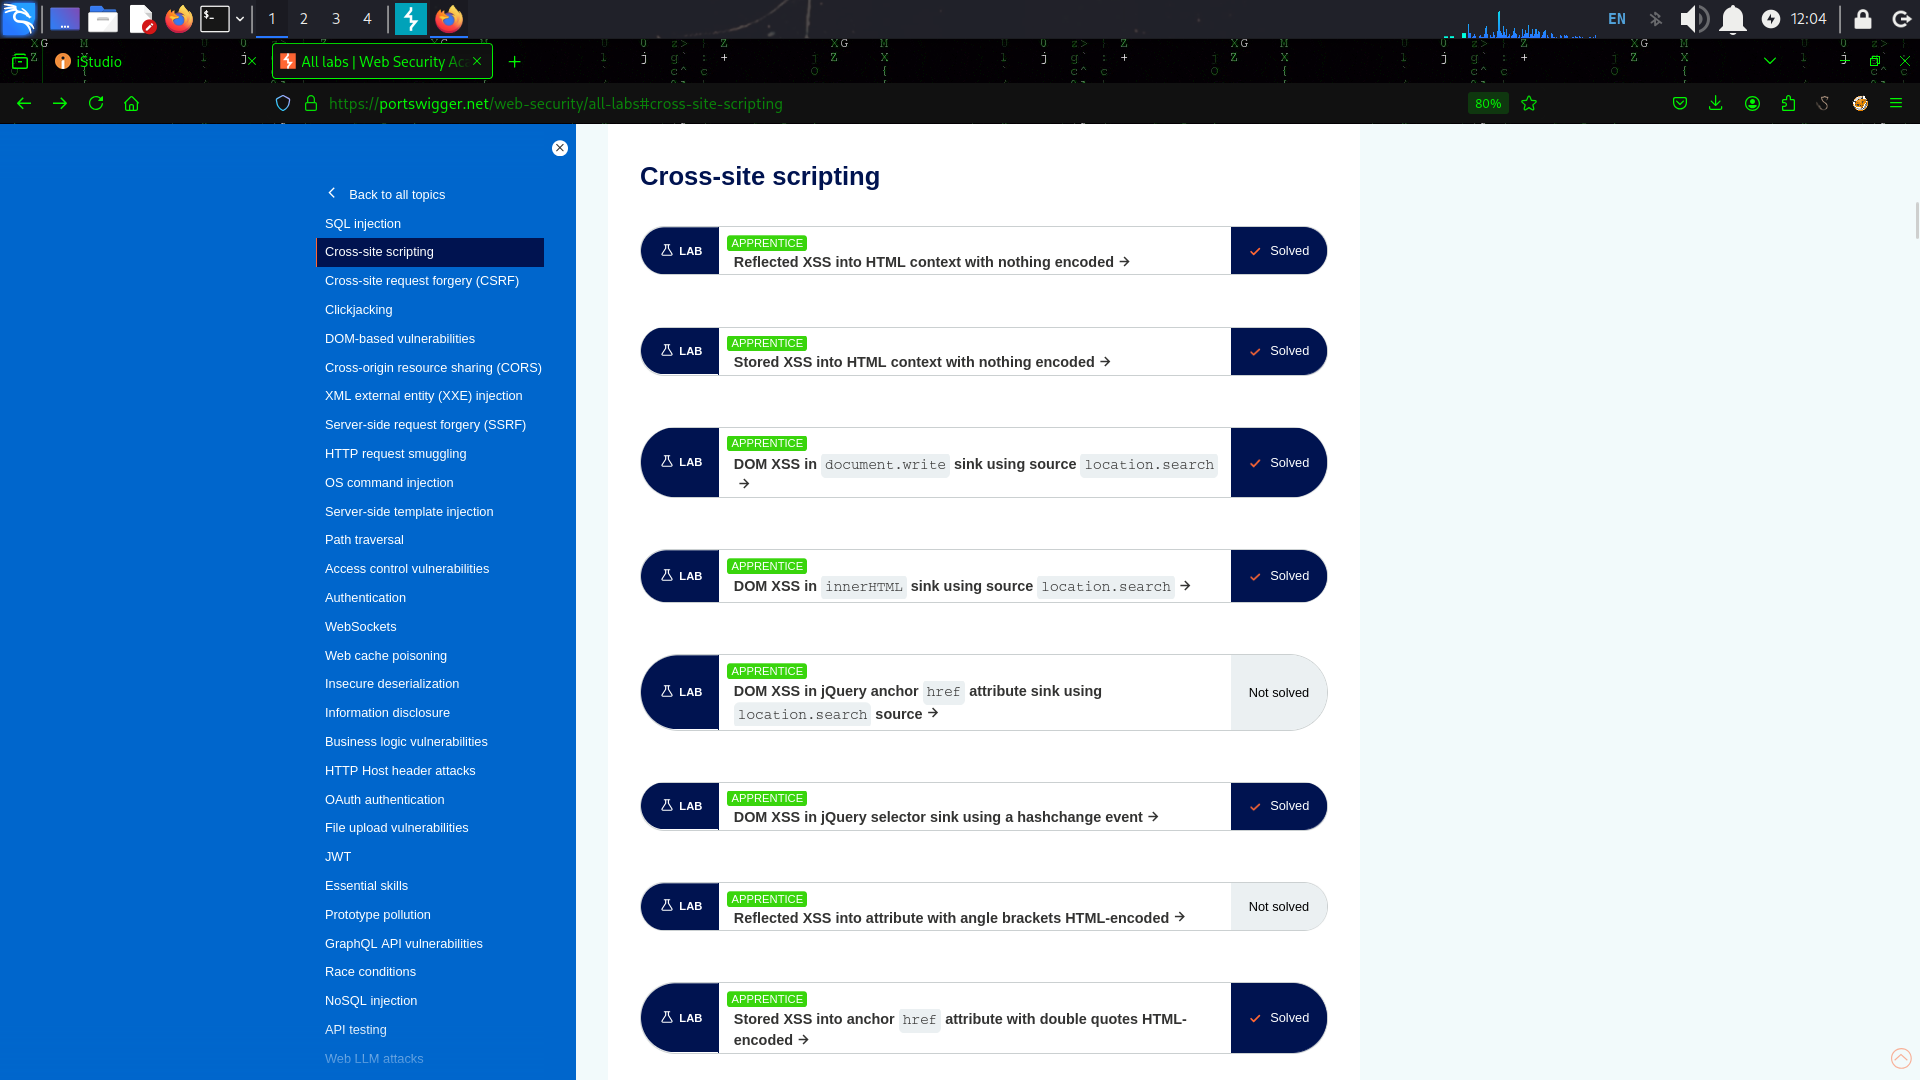 1 2 3 4
EN 12:04
iStudio
All labs | Web Security Ac
https://portswigger.net/web-security/all-labs#cross-site-scripting
80%
Back to all topics
SQL injection
Cross-site scripting
Cross-site request forgery (CSRF)
Clickjacking
DOM-based vulnerabilities
Cross-origin resource sharing (CORS)
XML external entity (XXE) injection
Server-side request forgery (SSRF)
HTTP request smuggling
OS command injection
Server-side template injection
Path traversal
Access control vulnerabilities
Authentication
WebSockets
Web cache poisoning
Insecure deserialization
Information disclosure
Business logic vulnerabilities
HTTP Host header attacks
OAuth authentication
File upload vulnerabilities
JWT
Essential skills
Prototype pollution
GraphQL API vulnerabilities
Race conditions
NoSQL injection
API testing
Web LLM attacks
Cross-site scripting
LAB
APPRENTICE
Reflected XSS into HTML context with nothing encoded →
Solved
LAB
APPRENTICE
Stored XSS into HTML context with nothing encoded →
Solved
LAB
APPRENTICE
DOM XSS in document.write sink using source location.search
→
Solved
LAB
APPRENTICE
DOM XSS in innerHTML sink using source location.search →
Solved
LAB
APPRENTICE
DOM XSS in jQuery anchor href attribute sink using
location.search source →
Not solved
LAB
APPRENTICE
DOM XSS in jQuery selector sink using a hashchange event →
Solved
LAB
APPRENTICE
Reflected XSS into attribute with angle brackets HTML-encoded →
Not solved
LAB
APPRENTICE
Stored XSS into anchor href attribute with double quotes HTML-
encoded →
Solved